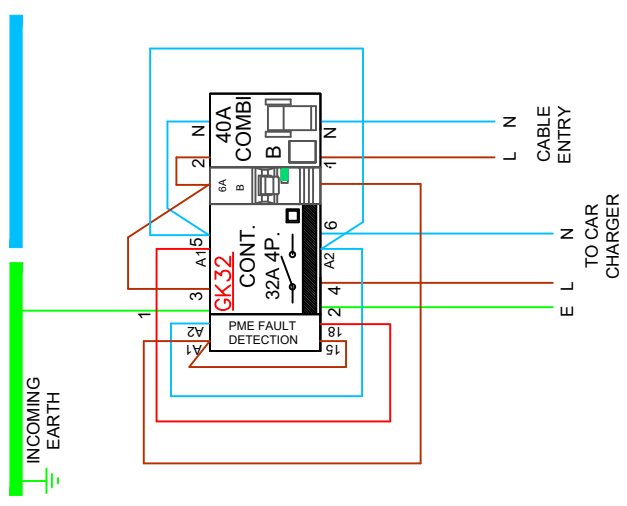 INCOMING
EARTH
1
N
2
5
A1
3
A2
A1
40A
COMBI
B
6A
B
GK32
CONT.
32A 4P.
PME FAULT
DETECTION
N
1
6
A2
4
2
18
15
N
L
CABLE
ENTRY
N
L
E
TO CAR
CHARGER